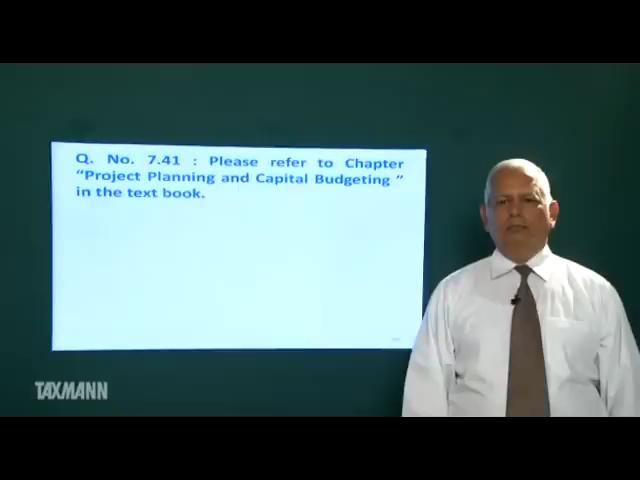 Q. No. 7.41 : Please refer to Chapter
“Project Planning and Capital Budgeting ”
in the text book.
TAXMANN